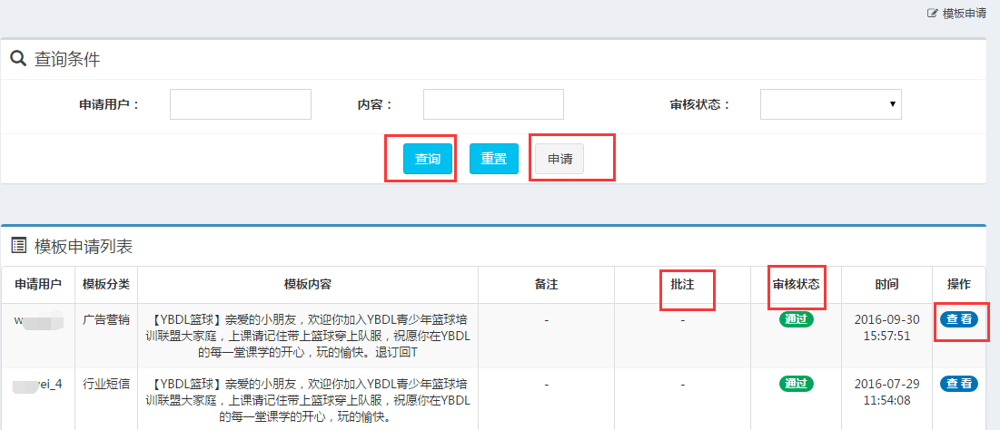 模板申请
查询条件
申请用户： 内容： 审核状态：
查询 重置 申请
模板申请列表
申请用户 模板分类 模板内容 备注 批注 审核状态 时间 操作
广告营销
【YBDL篮球】亲爱的小朋友，欢迎你加入YBDL青少年篮球培
训联盟大家庭，上课请记住带上篮球穿上队服，祝愿你在YBDL
的每一堂课学的开心，玩的愉快。退订回T
-
-
通过
2016-09-30
15:57:51
查看
ei_4
行业短信
【YBDL篮球】亲爱的小朋友，欢迎你加入YBDL青少年篮球培
训联盟大家庭，上课请记住带上篮球穿上队服，祝愿你在YBDL
的每一堂课学的开心，玩的愉快。
-
-
通过
2016-07-29
11:54:08
查看